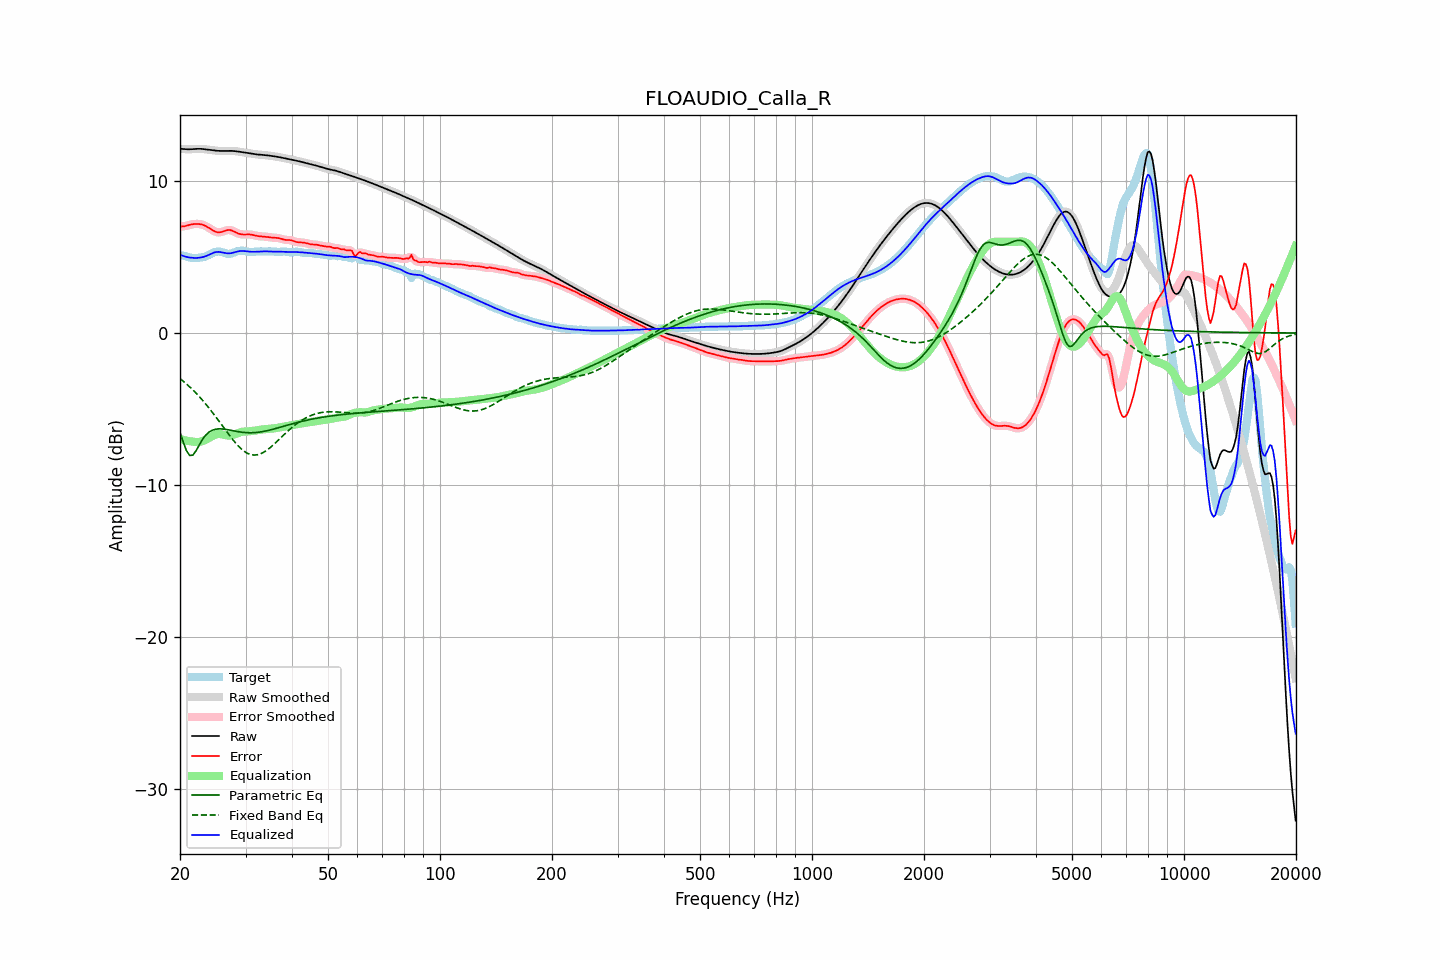 FLOAUDIO_Calla_R
10
0
−10
−20
−30
Amplitude (dBr)
Target
Raw Smoothed
Error Smoothed
Raw
Error
Equalization
Parametric Eq
Fixed Band Eq
Equalized
20 50 100 200 500 1000 2000 5000 10000 20000
Frequency (Hz)